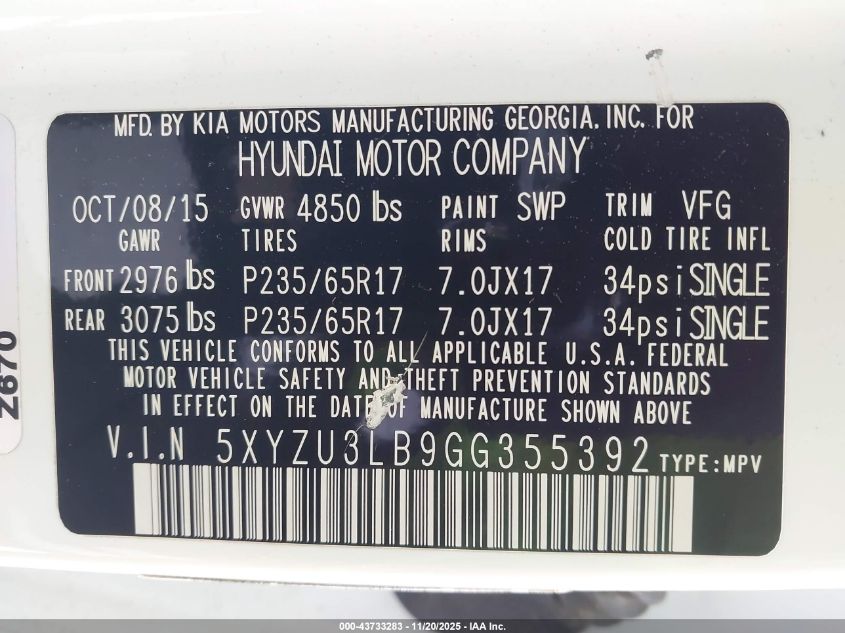 MFD. BY KIA MOTORS MANUFACTURING GEORGIA. INC. FOR
HYUNDAI MOTOR COMPANY
OCT/08/15 GVWR 4850 lbs PAINT SWP TRIM VFG
GAWR TIRES RIMS COLD TIRE INFL
FRONT 2976 lbs P235/65R17 7.0JX17 34psi SINGLE
REAR 3075 lbs P235/65R17 7.0JX17 34psi SINGLE
THIS VEHICLE CONFORMS TO ALL APPLICABLE U.S.A. FEDERAL
MOTOR VEHICLE SAFETY AND THEFT PREVENTION STANDARDS
IN EFFECT ON THE DATE OF MANUFACTURE SHOWN ABOVE
V.I.N 5XYZU3LB9GG355392 TYPE:MPV
Z670
000-43733283 - 11/20/2025 - IAA Inc.